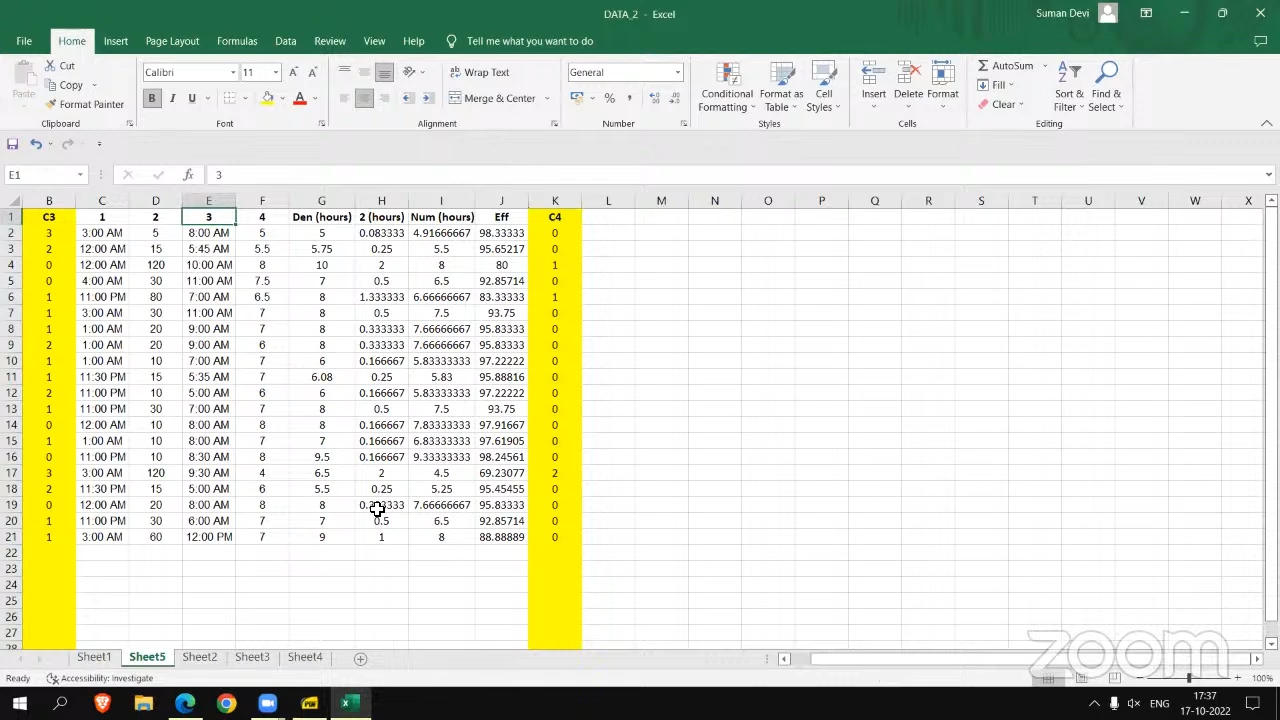 DATA_2 - Excel
Suman Devi
File Home Insert Page Layout Formulas Data Review View Help Tell me what you want to do
Cut
Copy
Format Painter
Paste
Clipboard
Calibri 11
B I U
Font
Wrap Text
Merge & Center
Alignment
General
Number
Conditional Formatting
Format as Table
Cell Styles
Styles
Insert
Delete
Format
Cells
AutoSum
Fill
Clear
Sort & Filter
Find & Select
Editing
E1 fx 3
B C D E F G H I J K L M N O P Q R S T U V W X
1 C3 1 2 3 4 Den (hours) 2 (hours) Num (hours) Eff C4
2 3 3:00 AM 5 8:00 AM 5 5 0.083333 4.91666667 98.33333 0
3 2 12:00 AM 15 5:45 AM 5.5 5.75 0.25 5.5 95.65217 0
4 0 12:00 AM 120 10:00 AM 8 10 2 8 80 1
5 0 4:00 AM 30 11:00 AM 7.5 7 0.5 6.5 92.85714 0
6 1 11:00 PM 80 7:00 AM 6.5 8 1.333333 6.66666667 83.33333 1
7 1 3:00 AM 30 11:00 AM 7 8 0.5 7.5 93.75 0
8 1 1:00 AM 20 9:00 AM 7 8 0.333333 7.66666667 95.83333 0
9 2 1:00 AM 20 9:00 AM 6 8 0.333333 7.66666667 95.83333 0
10 1 1:00 AM 10 7:00 AM 7 6 0.166667 5.83333333 97.22222 0
11 1 11:30 PM 15 5:35 AM 7 6.08 0.25 5.83 95.88816 0
12 2 11:00 PM 10 5:00 AM 6 6 0.166667 5.83333333 97.22222 0
13 1 11:00 PM 30 7:00 AM 7 8 0.5 7.5 93.75 0
14 0 12:00 AM 10 8:00 AM 8 8 0.166667 7.83333333 97.91667 0
15 1 1:00 AM 10 8:00 AM 7 7 0.166667 6.83333333 97.61905 0
16 0 11:00 PM 10 8:30 AM 8 9.5 0.166667 9.33333333 98.24561 0
17 3 3:00 AM 120 9:30 AM 4 6.5 2 4.5 69.23077 2
18 2 11:30 PM 15 5:00 AM 6 5.5 0.25 5.25 95.45455 0
19 0 12:00 AM 20 8:00 AM 8 8 7.66666667 95.83333 0
20 1 11:00 PM 30 6:00 AM 7 7 0.5 6.5 92.85714 0
21 1 3:00 AM 60 12:00 PM 7 9 1 8 88.88889 0
22
23
24
25
26
27
28
Sheet1 Sheet5 Sheet2 Sheet3 Sheet4
zoom
Ready Accessibility: Investigate 100%
ENG 17:37
17-10-2022